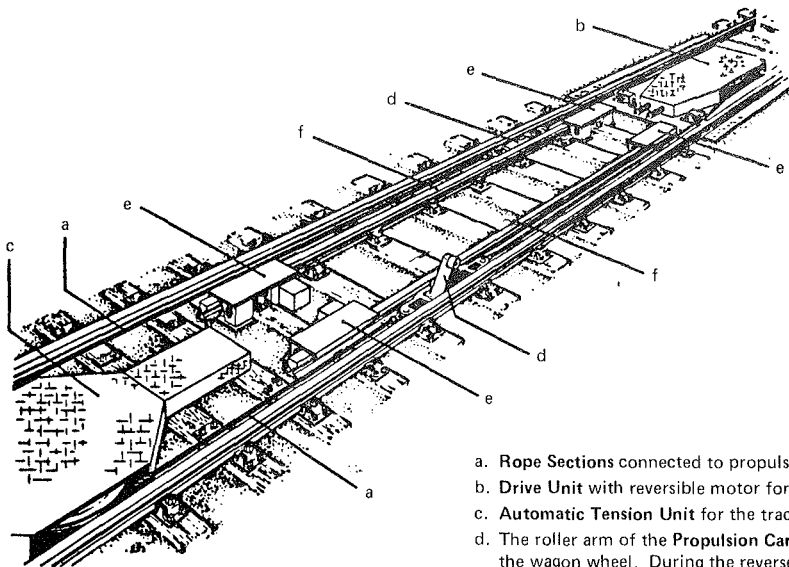 b
e
d
f
e
a
c
e
f
d
e
a
a. Rope Sections connected to propuls
b. Drive Unit with reversible motor for
c. Automatic Tension Unit for the trac
d. The roller arm of the Propulsion Car
the wagon wheel. During the reverse